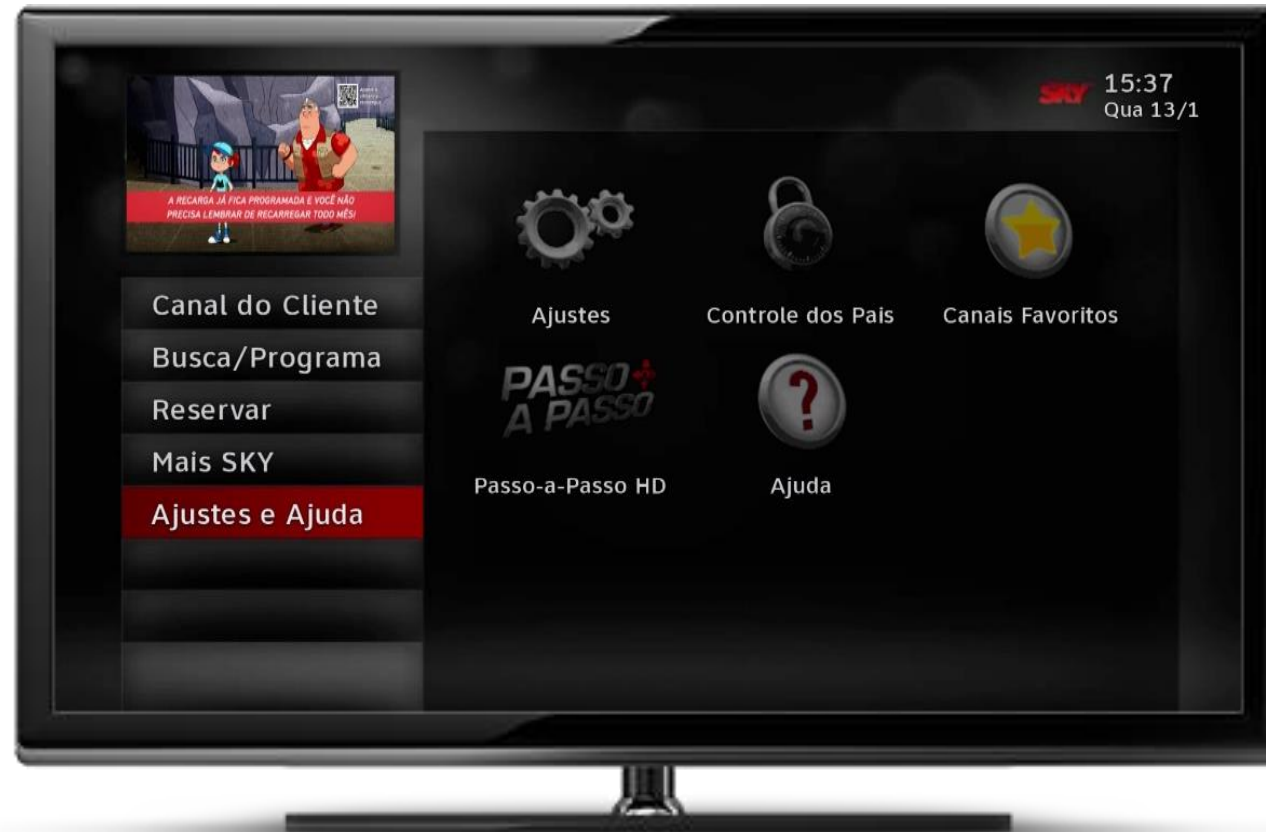 SKY
15:37
Qua 13/1
A RECARGA JÁ FICA PROGRAMADA E VOCÊ NÃO
PRECISA LEMBRAR DE RECARREGAR TODO MÊS!
Canal do Cliente
Busca/Programa
Reservar
Mais SKY
Ajustes e Ajuda
Ajustes
Controle dos Pais
Canais Favoritos
PASSO
A PASSO
?
Passo-a-Passo HD
Ajuda